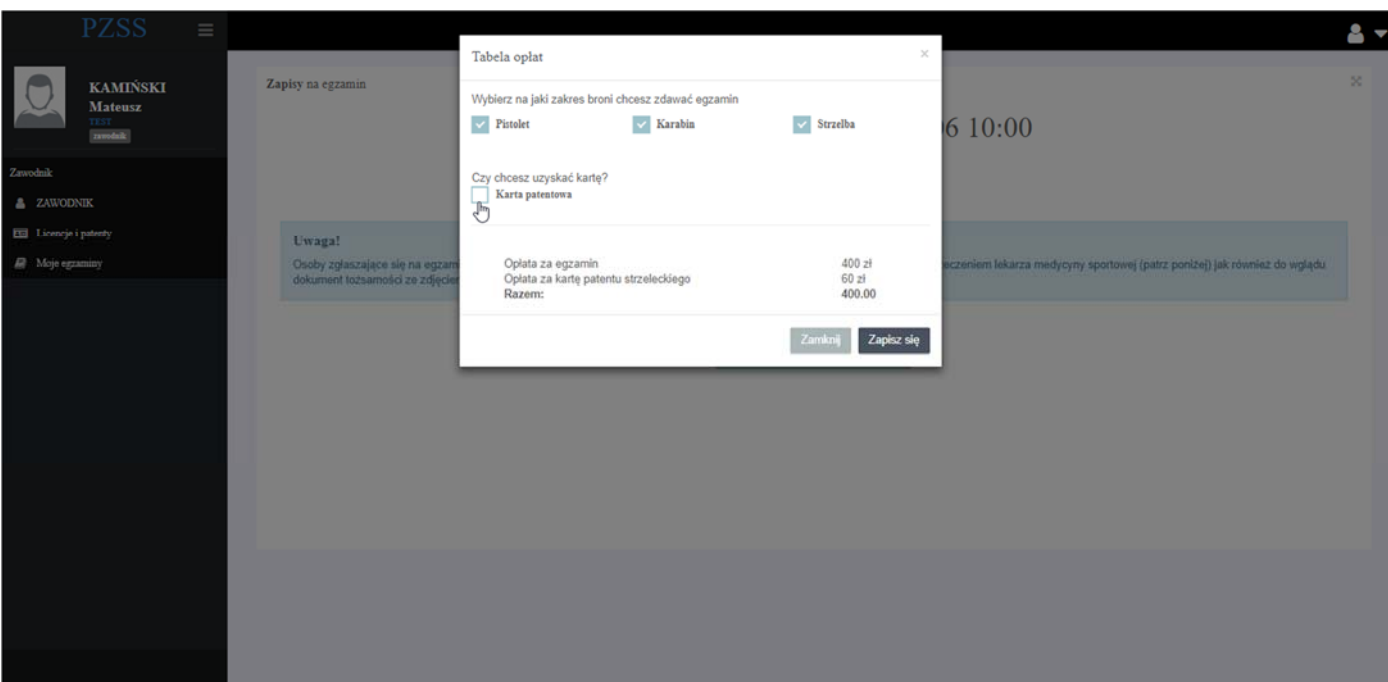 PZSS
KAMIŃSKI
Mateusz
TEST
zawodnik
Zawodnik
ZAWODNIK
Licencje i patenty
Moje egzaminy
Zapisy na egzamin
6 10:00
Uwaga!
Osoby zgłaszające się na egzam
eczeniem lekarza medycyny sportowej (patrz poniżej) jak również do wglądu
dokument tożsamości ze zdjęcie
Tabela opłat
×
Wybierz na jaki zakres broni chcesz zdawać egzamin
Pistolet Karabin Strzelba
Czy chcesz uzyskać kartę?
Karta patentowa
Opłata za egzamin 400 zł
Opłata za kartę patentu strzeleckiego 60 zł
Razem: 400.00
Zamknij Zapisz się